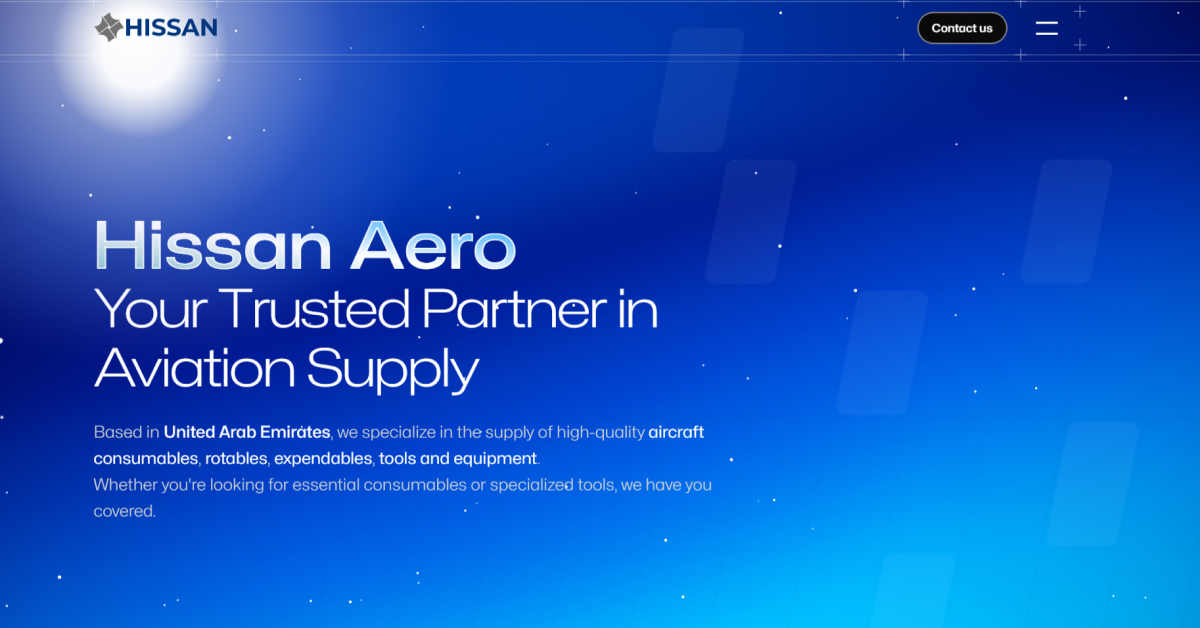 HISSAN
Contact us
Hissan Aero
Your Trusted Partner in
Aviation Supply
Based in United Arab Emirates, we specialize in the supply of high-quality aircraft
consumables, rotables, expendables, tools and equipment.
Whether you're looking for essential consumables or specialized tools, we have you
covered.